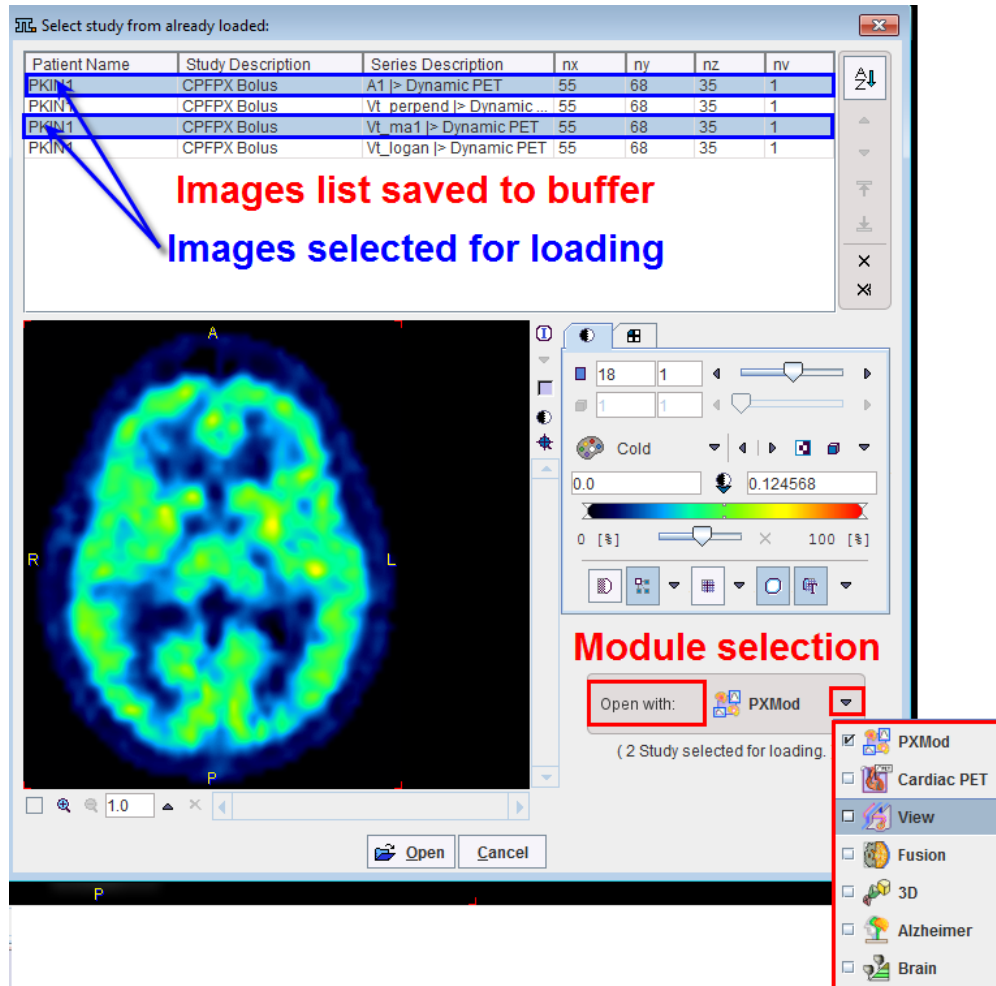 Select study from already loaded:
Patient Name Study Description Series Description nx ny nz nv
PKIN1 CPFPX Bolus A1 |> Dynamic PET 55 68 35 1
PKIN1 CPFPX Bolus Vt_perpend |> Dynamic ... 55 68 35 1
PKIN1 CPFPX Bolus Vt_ma1 |> Dynamic PET 55 68 35 1
PKIN1 CPFPX Bolus Vt_logan |> Dynamic PET 55 68 35 1
Images list saved to buffer
Images selected for loading
A
R
L
P
18 1
1 1
Cold
0.0 0.124568
0 [%] 100 [%]
Module selection
Open with: PXMod
( 2 Study selected for loading.
1.0
Open Cancel
P
PXMod
Cardiac PET
View
Fusion
3D
Alzheimer
Brain